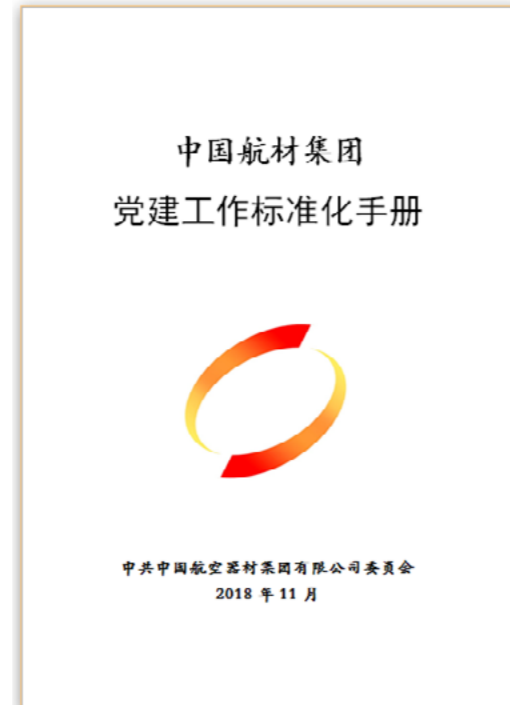 中国航材集团
党建工作标准化手册
中共中国航空器材集团有限公司委员会
2018 年 11 月